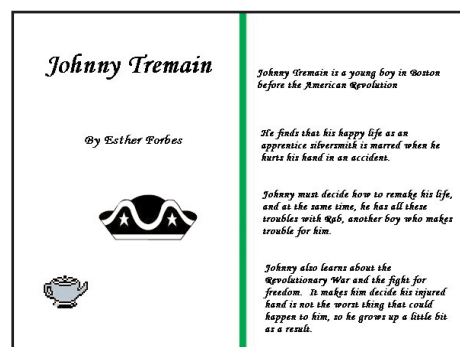 Johnny Tremain
By Esther Forbes
Johnny Tremain is a young boy in Boston
before the American Revolution
He finds that his happy life as an
apprentice silversmith is marred when he
hurts his hand in an accident.
Johnny must decide how to remake his life,
and at the same time, he has all these
troubles with Rab, another boy who makes
trouble for him.
Johnny also learns about the
Revolutionary War and the fight for
freedom.  It makes him decide his injured
hand is not the worst thing that could
happen to him, so he grows up a little bit
as a result.